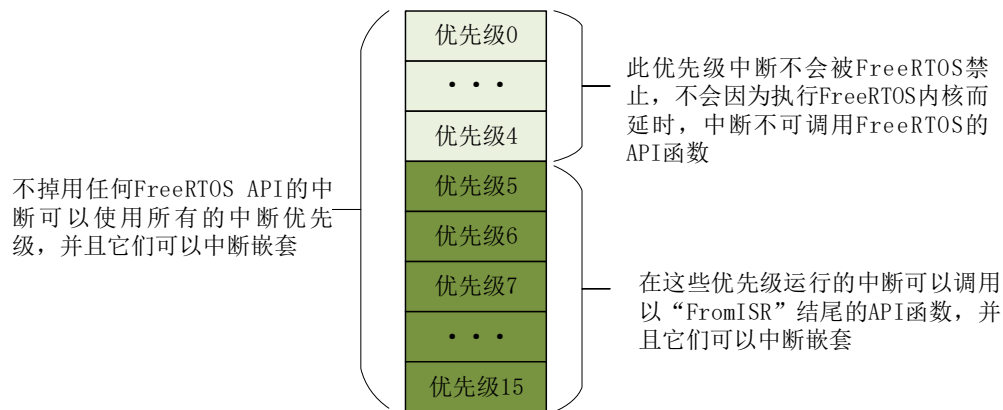 不掉用任何FreeRTOS API的中
断可以使用所有的中断优先
级，并且它们可以中断嵌套
优先级0
···
优先级4
优先级5
优先级6
优先级7
···
优先级15
此优先级中断不会被FreeRTOS禁
止，不会因为执行FreeRTOS内核而
延时，中断不可调用FreeRTOS的
API函数
在这些优先级运行的中断可以调用
以“FromISR”结尾的API函数，并
且它们可以中断嵌套